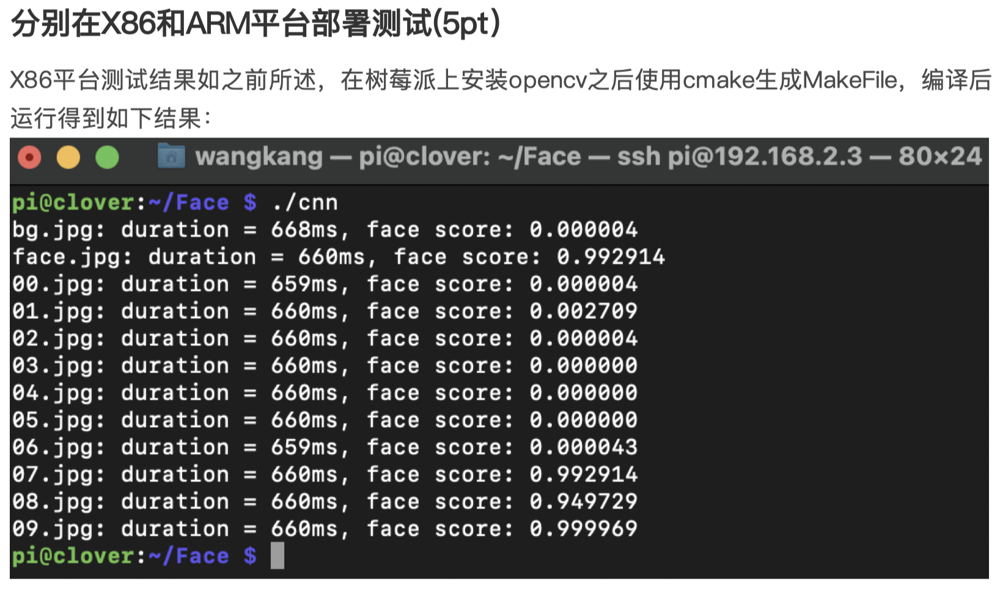 分别在X86和ARM平台部署测试(5pt）
X86平台测试结果如之前所述，在树莓派上安装opencv之后使用cmake生成MakeFile，编译后
运行得到如下结果：
wangkang — pi@clover: ~/Face — ssh pi@192.168.2.3 — 80×24
pi@clover:~/Face $ ./cnn
bg.jpg: duration = 668ms, face score: 0.000004
face.jpg: duration = 660ms, face score: 0.992914
00.jpg: duration = 659ms, face score: 0.000004
01.jpg: duration = 660ms, face score: 0.002709
02.jpg: duration = 660ms, face score: 0.000004
03.jpg: duration = 660ms, face score: 0.000000
04.jpg: duration = 660ms, face score: 0.000000
05.jpg: duration = 660ms, face score: 0.000000
06.jpg: duration = 659ms, face score: 0.000043
07.jpg: duration = 660ms, face score: 0.992914
08.jpg: duration = 660ms, face score: 0.949729
09.jpg: duration = 660ms, face score: 0.999969
pi@clover:~/Face $